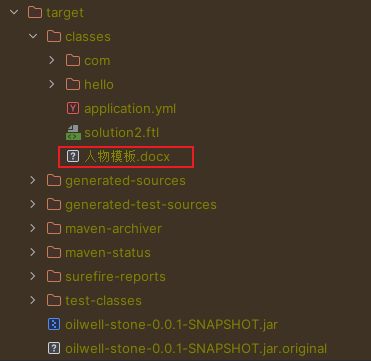 target
classes
com
hello
application.yml
solution2.ftl
人物模板.docx
generated-sources
generated-test-sources
maven-archiver
maven-status
surefire-reports
test-classes
oilwell-stone-0.0.1-SNAPSHOT.jar
oilwell-stone-0.0.1-SNAPSHOT.jar.original